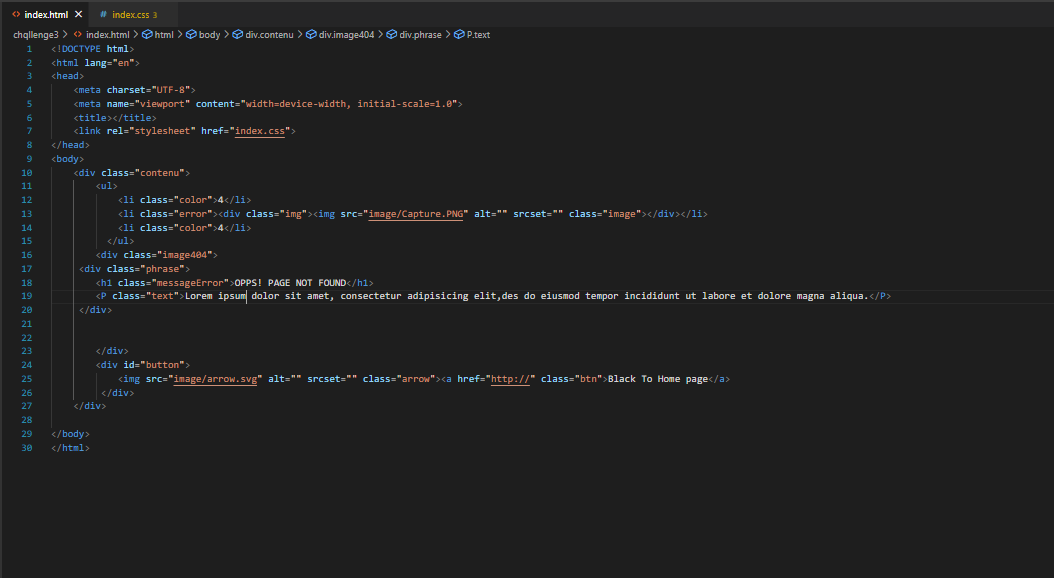 index.html
index.css 3
chqllenge3 > index.html > html > body > div.contenu > div.image404 > div.phrase > P.text
1 <!DOCTYPE html>
2 <html lang="en">
3 <head>
4 <meta charset="UTF-8">
5 <meta name="viewport" content="width=device-width, initial-scale=1.0">
6 <title></title>
7 <link rel="stylesheet" href="index.css">
8 </head>
9 <body>
10 <div class="contenu">
11 <ul>
12 <li class="color">4</li>
13 <li class="error"><div class="img"><img src="image/Capture.PNG" alt="" srcset="" class="image"></div></li>
14 <li class="color">4</li>
15 </ul>
16 <div class="image404">
17 <div class="phrase">
18 <h1 class="messageError">OPPS! PAGE NOT FOUND</h1>
19 <P class="text">Lorem ipsum dolor sit amet, consectetur adipisicing elit,des do eiusmod tempor incididunt ut labore et dolore magna aliqua.</P>
20 </div>
21
22
23 </div>
24 <div id="button">
25 <img src="image/arrow.svg" alt="" srcset="" class="arrow"><a href="http://" class="btn">Black To Home page</a>
26 </div>
27 </div>
28
29 </body>
30 </html>